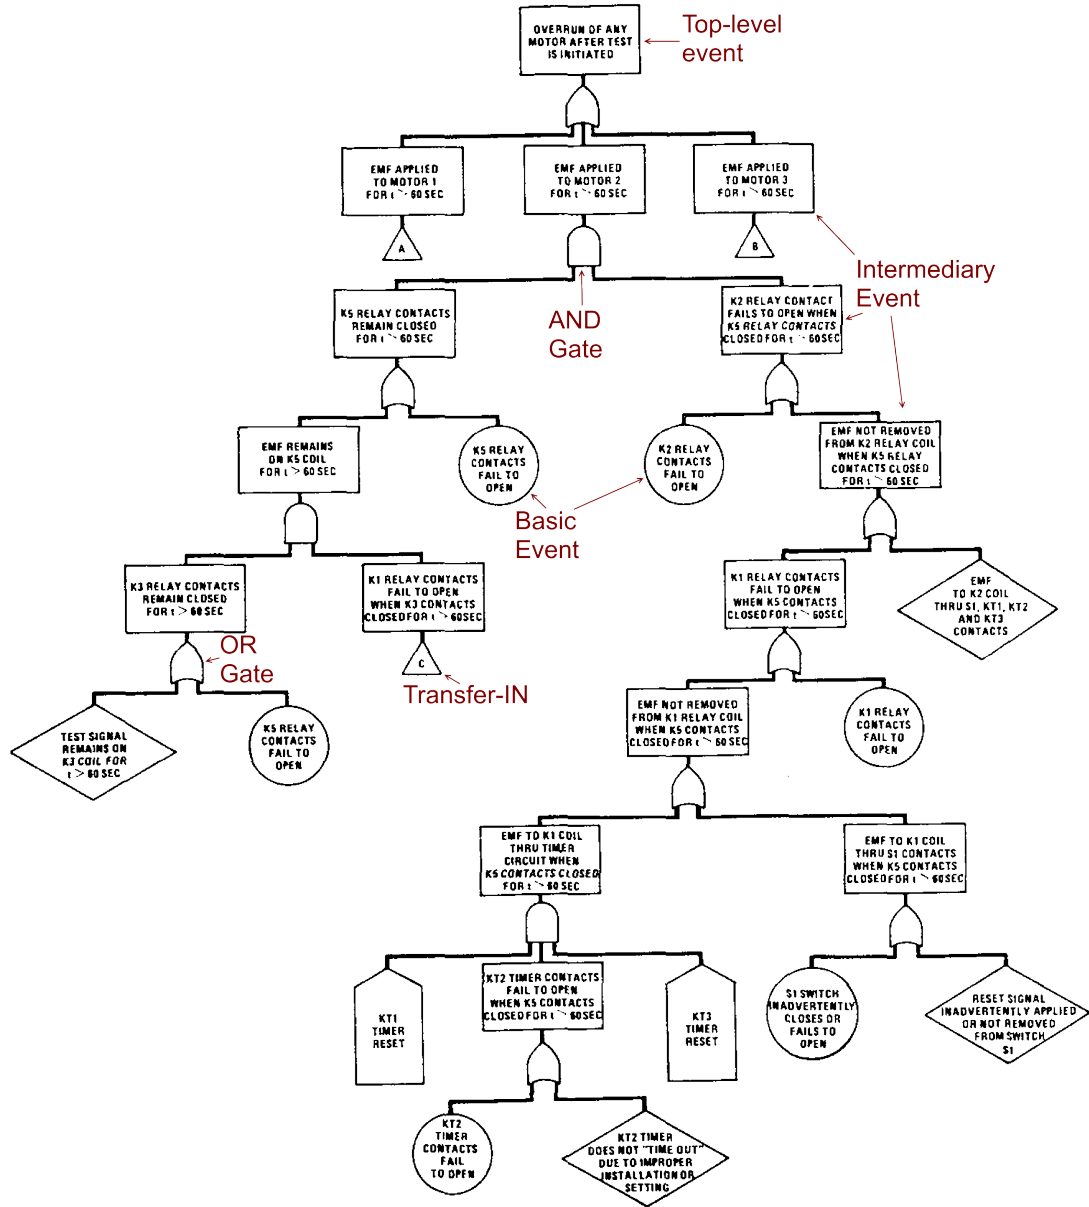 OVERRUN OF ANY
MOTOR AFTER TEST
IS INITIATED
Top-level
event
EMF APPLIED
TO MOTOR 1
FOR t > 60 SEC
EMF APPLIED
TO MOTOR 2
FOR t > 60 SEC
EMF APPLIED
TO MOTOR 3
FOR t > 60 SEC
A
B
Intermediary
Event
AND
Gate
K5 RELAY CONTACTS
REMAIN CLOSED
FOR t > 60 SEC
K2 RELAY CONTACT
FAILS TO OPEN WHEN
K5 RELAY CONTACTS
CLOSED FOR t > 60 SEC
EMF REMAINS
ON K5 COIL
FOR t > 60 SEC
K5 RELAY
CONTACTS
FAIL TO
OPEN
K2 RELAY
CONTACTS
FAIL TO
OPEN
EMF NOT REMOVED
FROM K2 RELAY COIL
WHEN K5 RELAY
CONTACTS CLOSED
FOR t > 60 SEC
Basic
Event
K3 RELAY CONTACTS
REMAIN CLOSED
FOR t > 60 SEC
K1 RELAY CONTACTS
FAIL TO OPEN
WHEN K3 CONTACTS
CLOSED FOR t > 60 SEC
K1 RELAY CONTACTS
FAIL TO OPEN
WHEN K5 CONTACTS
CLOSED FOR t > 60 SEC
EMF
TO K2 COIL
THRU S1, KT1, KT2
AND KT3
CONTACTS
OR
Gate
C
Transfer-IN
TEST SIGNAL
REMAINS ON
K3 COIL FOR
t > 60 SEC
K5 RELAY
CONTACTS
FAIL TO
OPEN
EMF NOT REMOVED
FROM K1 RELAY COIL
WHEN K5 CONTACTS
CLOSED FOR t > 60 SEC
K1 RELAY
CONTACTS
FAIL TO
OPEN
EMF TO K1 COIL
THRU TIMER
CIRCUIT WHEN
K5 CONTACTS CLOSED
FOR t > 60 SEC
EMF TO K1 COIL
THRU S1 CONTACTS
WHEN K5 CONTACTS
CLOSED FOR t > 60 SEC
KT1
TIMER
RESET
KT2 TIMER CONTACTS
FAIL TO OPEN
WHEN K5 CONTACTS
CLOSED FOR t > 60 SEC
KT3
TIMER
RESET
S1 SWITCH
INADVERTENTLY
CLOSES OR
FAILS TO
OPEN
RESET SIGNAL
INADVERTENTLY APPLIED
OR NOT REMOVED
FROM SWITCH
S1
KT2
TIMER
CONTACTS
FAIL
TO OPEN
KT2 TIMER
DOES NOT "TIME OUT"
DUE TO IMPROPER
INSTALLATION OR
SETTING